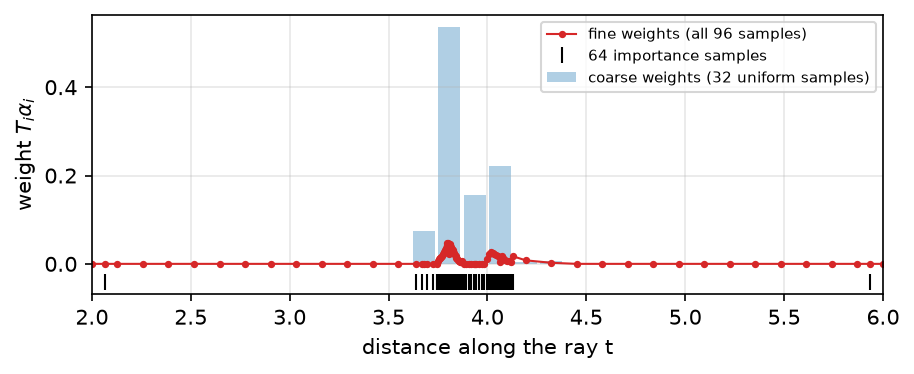 fine weights (all 96 samples)
64 importance samples
coarse weights (32 uniform samples)
weight Tᵢαᵢ
0.4
0.2
0.0
2.0 2.5 3.0 3.5 4.0 4.5 5.0 5.5 6.0
distance along the ray t